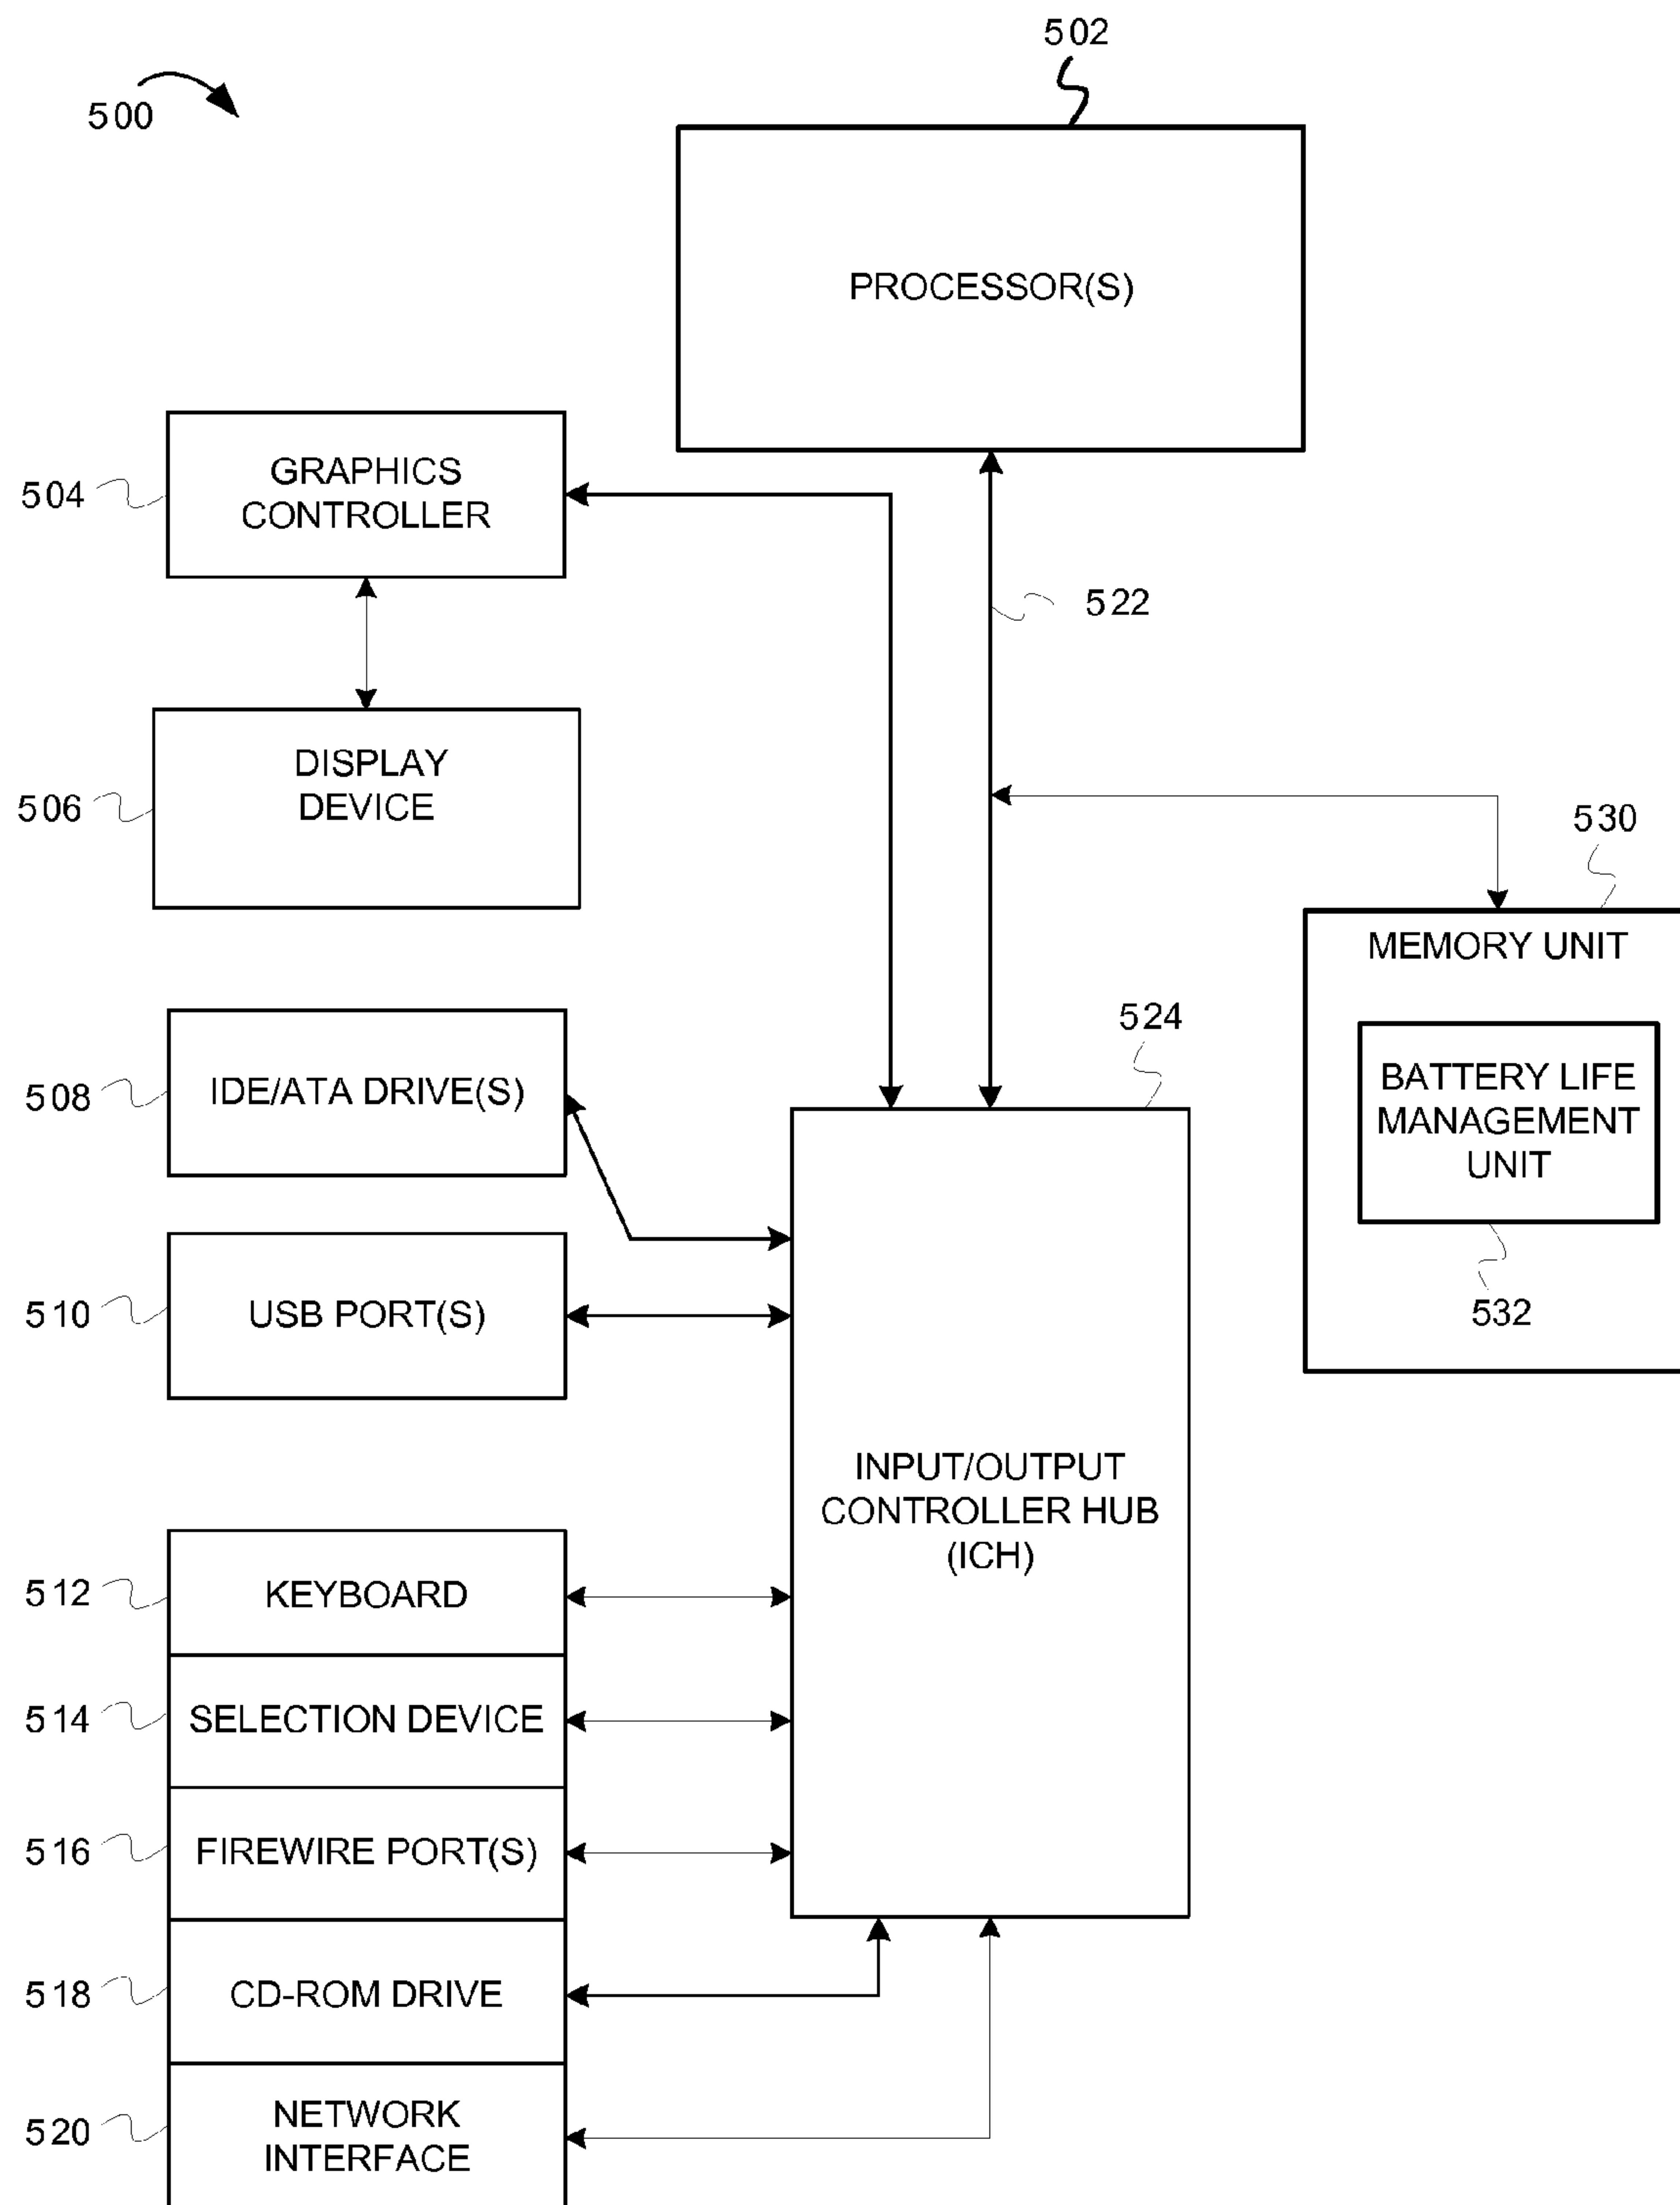 502
500
PROCESSOR(S)
504
GRAPHICS
CONTROLLER
522
506
DISPLAY
DEVICE
530
MEMORY UNIT
524
508
IDE/ATA DRIVE(S)
BATTERY LIFE
MANAGEMENT
UNIT
532
510
USB PORT(S)
INPUT/OUTPUT
CONTROLLER HUB
(ICH)
512
KEYBOARD
514
SELECTION DEVICE
516
FIREWIRE PORT(S)
518
CD-ROM DRIVE
520
NETWORK
INTERFACE